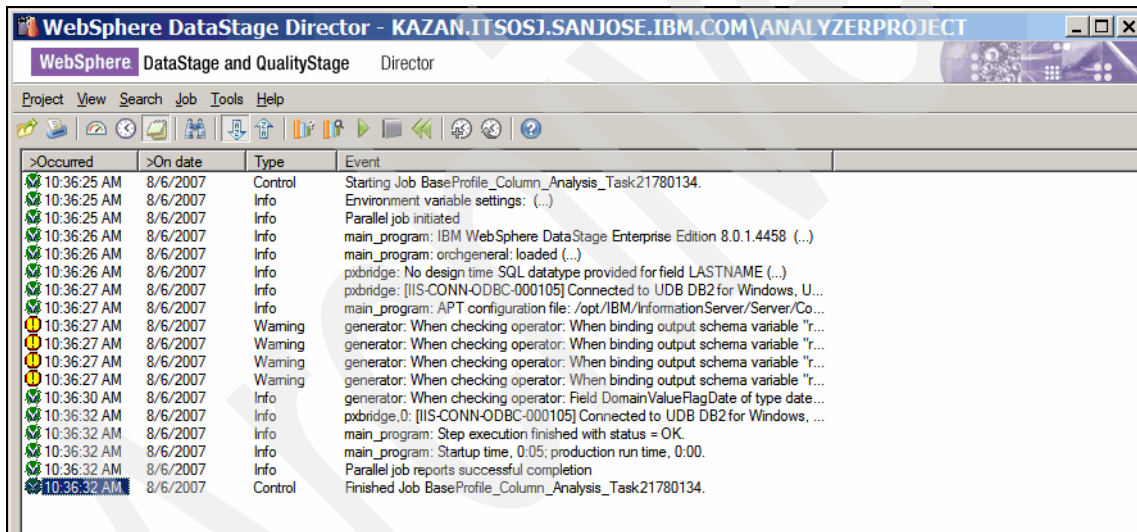 WebSphere DataStage Director - KAZAN.ITSOSJ.SANJOSE.IBM.COM\ANALYZERPROJECT
WebSphere. DataStage and QualityStage Director
Project View Search Job Tools Help
>Occurred >On date Type Event
10:36:25 AM 8/6/2007 Control Starting Job BaseProfile_Column_Analysis_Task21780134.
10:36:25 AM 8/6/2007 Info Environment variable settings: (...)
10:36:25 AM 8/6/2007 Info Parallel job initiated
10:36:26 AM 8/6/2007 Info main_program: IBM WebSphere DataStage Enterprise Edition 8.0.1.4458 (...)
10:36:26 AM 8/6/2007 Info main_program: orchgeneral: loaded (...)
10:36:26 AM 8/6/2007 Info pxbridge: No design time SQL datatype provided for field LASTNAME (...)
10:36:27 AM 8/6/2007 Info pxbridge: [IIS-CONN-ODBC-000105] Connected to UDB DB2 for Windows, U...
10:36:27 AM 8/6/2007 Info main_program: APT configuration file: /opt/IBM/InformationServer/Server/Co...
10:36:27 AM 8/6/2007 Warning generator: When checking operator: When binding output schema variable "r...
10:36:27 AM 8/6/2007 Warning generator: When checking operator: When binding output schema variable "r...
10:36:27 AM 8/6/2007 Warning generator: When checking operator: When binding output schema variable "r...
10:36:27 AM 8/6/2007 Warning generator: When checking operator: When binding output schema variable "r...
10:36:30 AM 8/6/2007 Info generator: When checking operator: Field DomainValueFlagDate of type date...
10:36:32 AM 8/6/2007 Info pxbridge,0: [IIS-CONN-ODBC-000105] Connected to UDB DB2 for Windows, ...
10:36:32 AM 8/6/2007 Info main_program: Step execution finished with status = OK.
10:36:32 AM 8/6/2007 Info main_program: Startup time, 0:05; production run time, 0:00.
10:36:32 AM 8/6/2007 Info Parallel job reports successful completion
10:36:32 AM 8/6/2007 Control Finished Job BaseProfile_Column_Analysis_Task21780134.